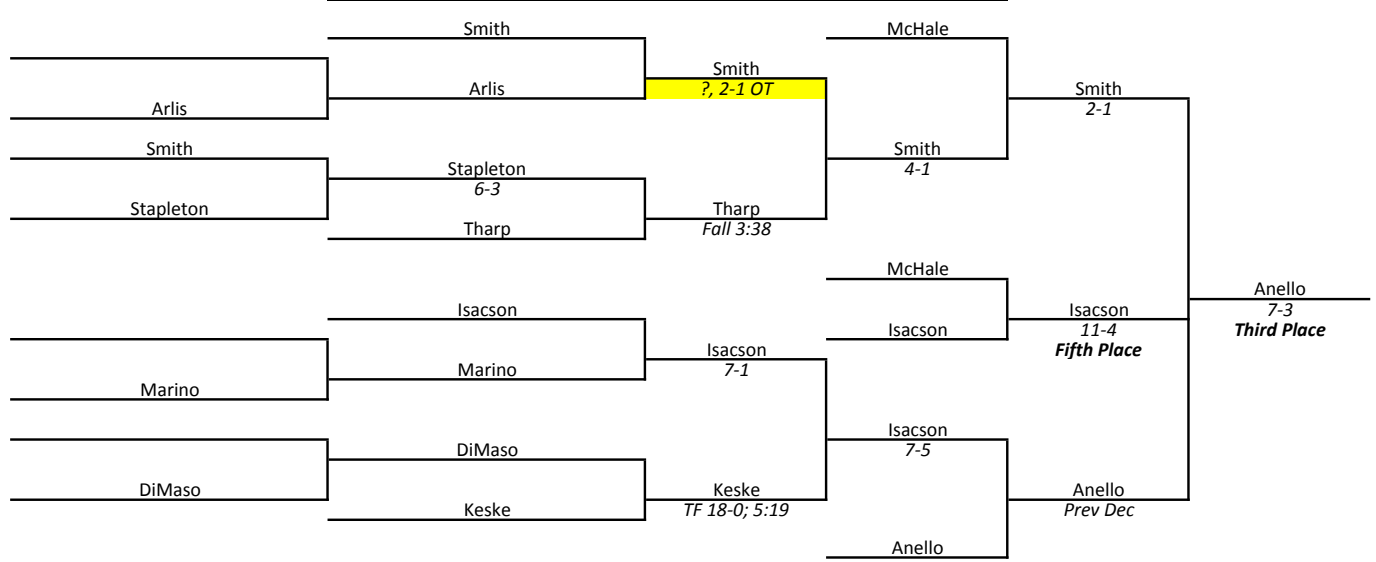 Smith
McHale
Smith
?, 2-1 OT
Arlis
Smith
2-1
Arlis
Smith
Smith
4-1
Stapleton
6-3
Stapleton
Tharp
Fall 3:38
Tharp
McHale
Anello
7-3
Third Place
Isacson
Isacson
11-4
Fifth Place
Isacson
Isacson
7-1
Marino
Marino
Isacson
7-5
DiMaso
DiMaso
Keske
TF 18-0; 5:19
Anello
Prev Dec
Keske
Anello